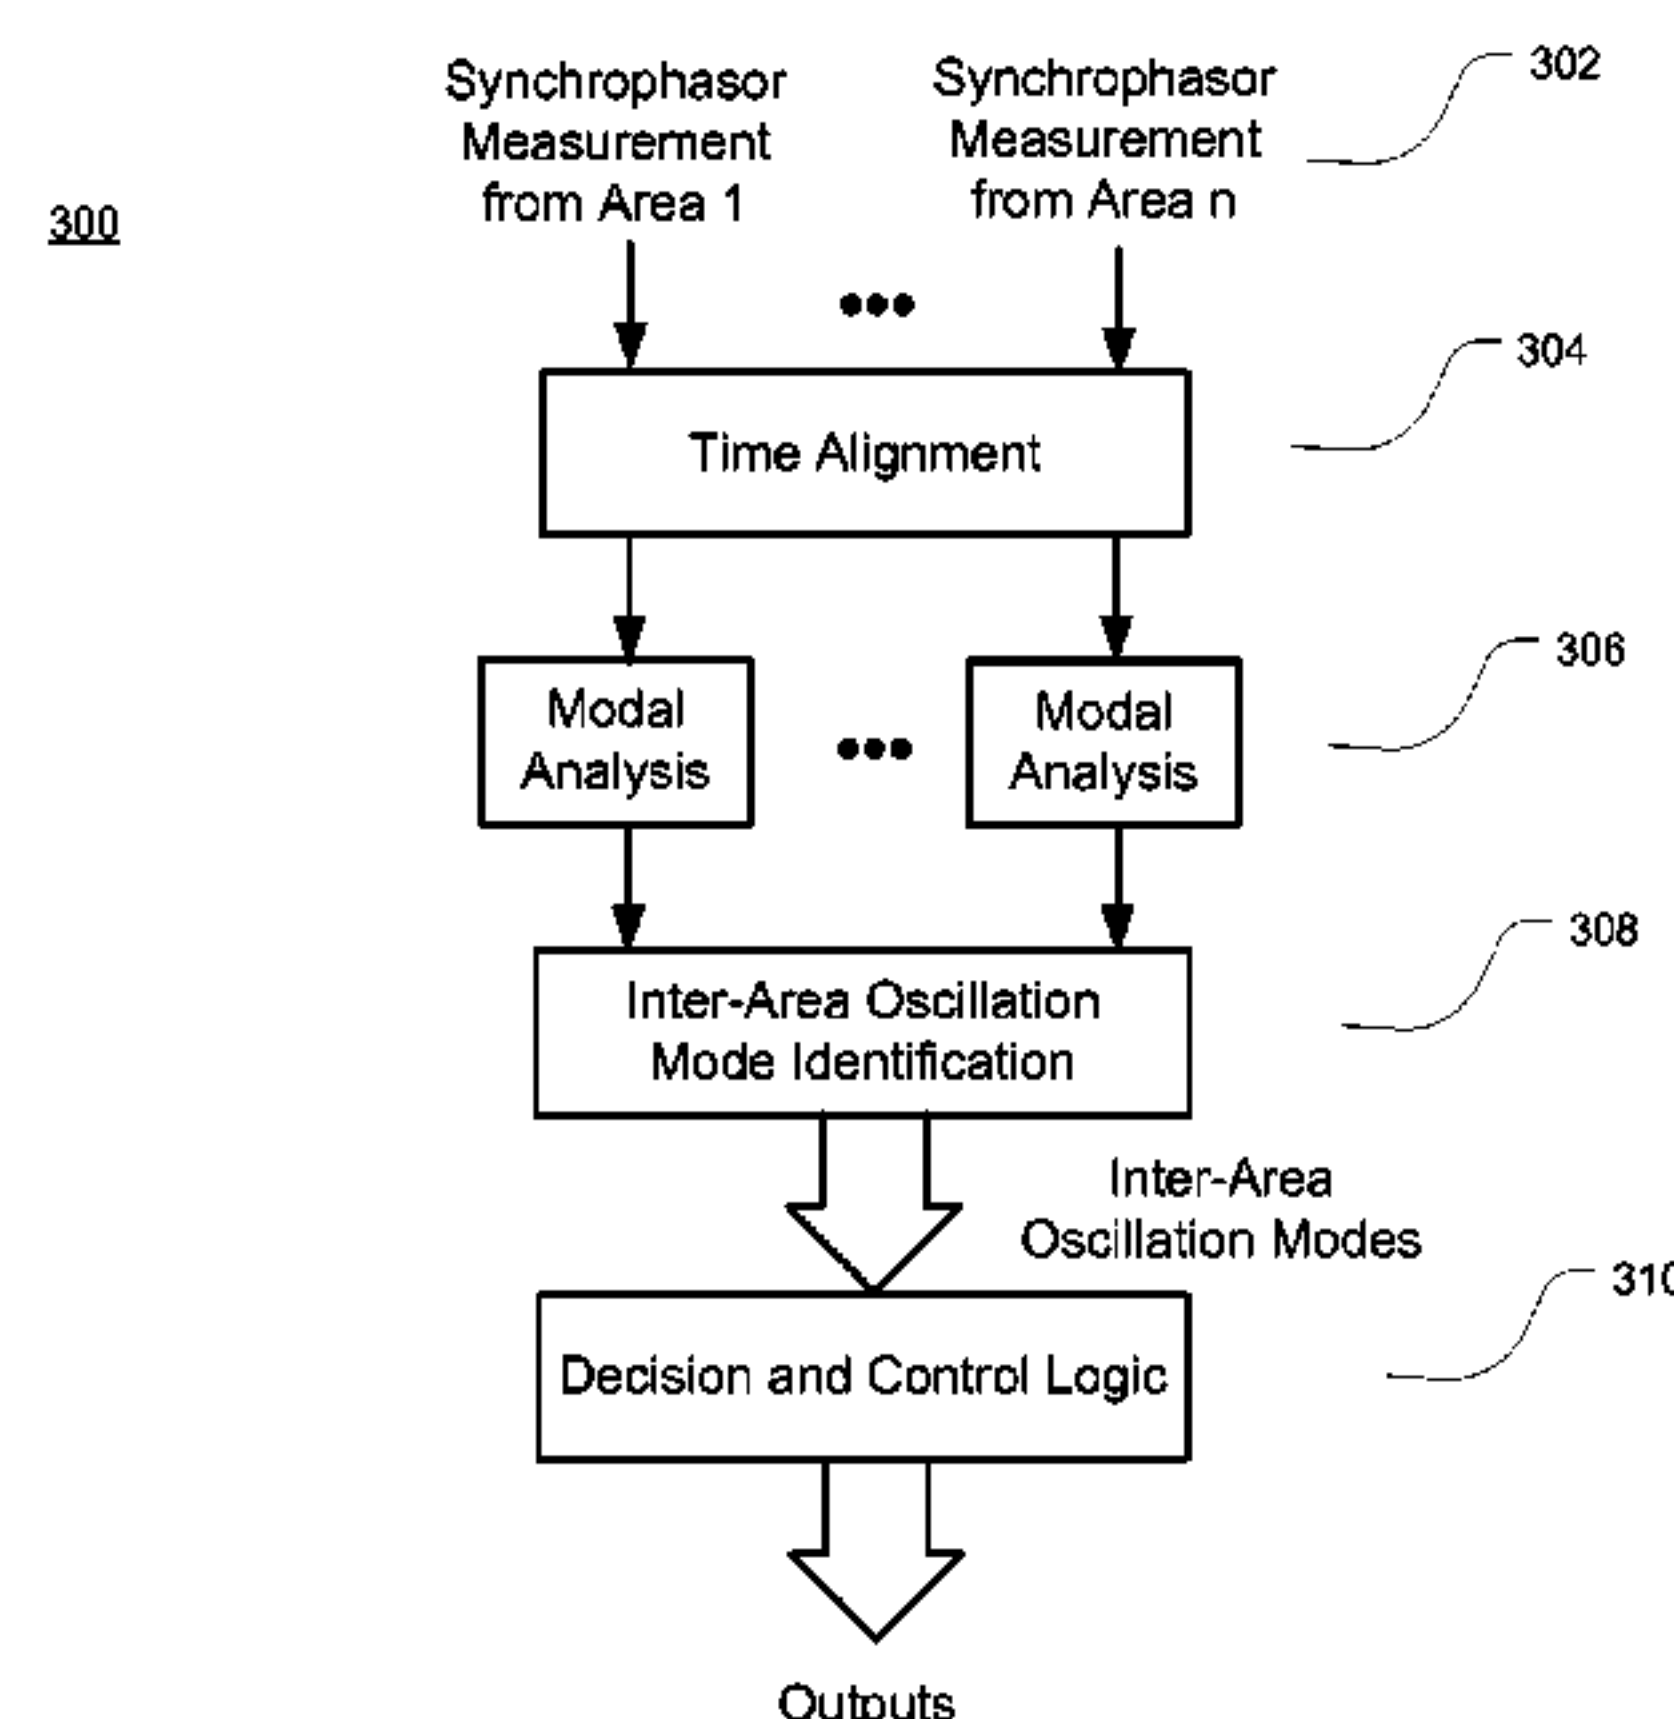 Synchrophasor
Measurement
from Area 1
Synchrophasor
Measurement
from Area n
302
300
304
Time Alignment
306
Modal
Analysis
Modal
Analysis
308
Inter-Area Oscillation
Mode Identification
Inter-Area
Oscillation Modes
310
Decision and Control Logic
Outputs